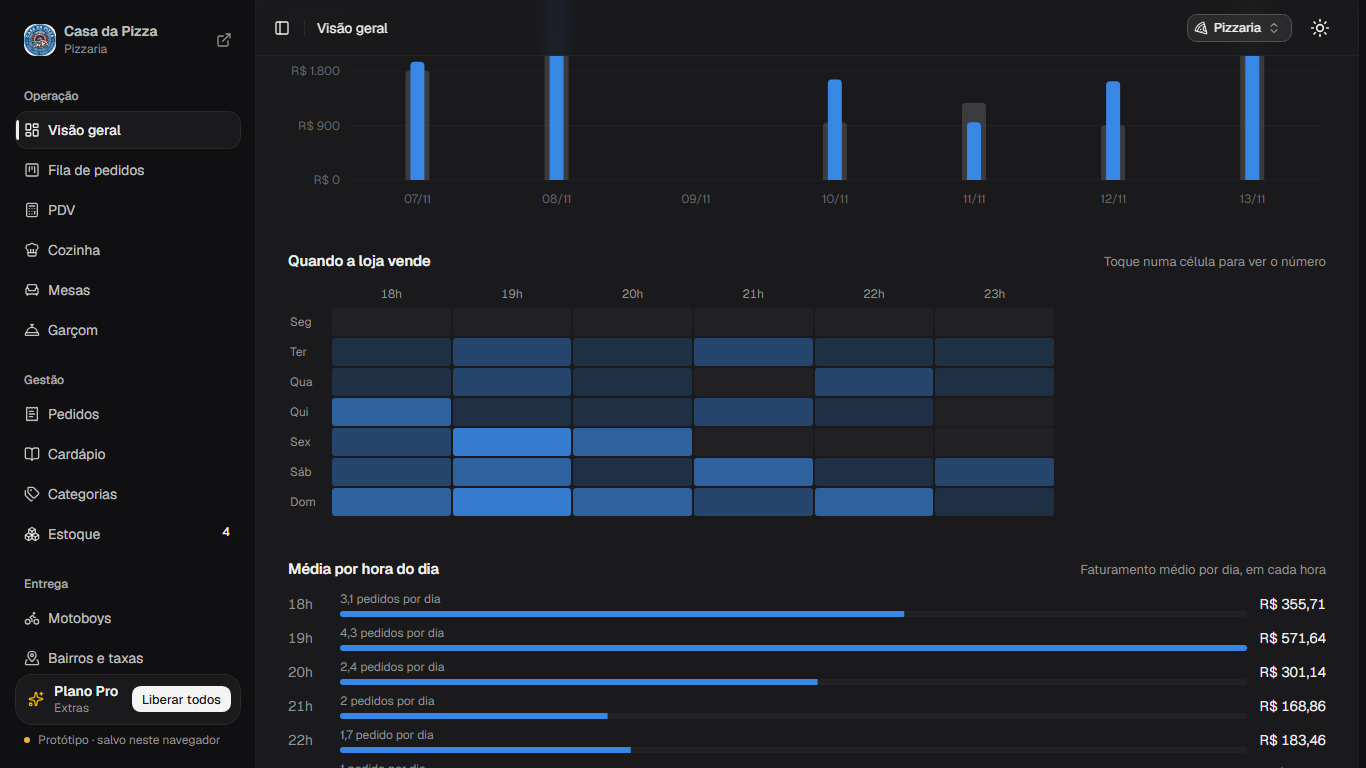 Casa da Pizza
Pizzaria
Operação
Visão geral
Fila de pedidos
PDV
Cozinha
Mesas
Garçom
Gestão
Pedidos
Cardápio
Categorias
Estoque 4
Entrega
Motoboys
Bairros e taxas
Plano Pro
Extras
Liberar todos
Protótipo · salvo neste navegador
Visão geral
Pizzaria
R$ 1.800
R$ 900
R$ 0
07/11 08/11 09/11 10/11 11/11 12/11 13/11
Quando a loja vende
Toque numa célula para ver o número
18h 19h 20h 21h 22h 23h
Seg
Ter
Qua
Qui
Sex
Sáb
Dom
Média por hora do dia
Faturamento médio por dia, em cada hora
18h 3,1 pedidos por dia R$ 355,71
19h 4,3 pedidos por dia R$ 571,64
20h 2,4 pedidos por dia R$ 301,14
21h 2 pedidos por dia R$ 168,86
22h 1,7 pedido por dia R$ 183,46
1 pedido por dia